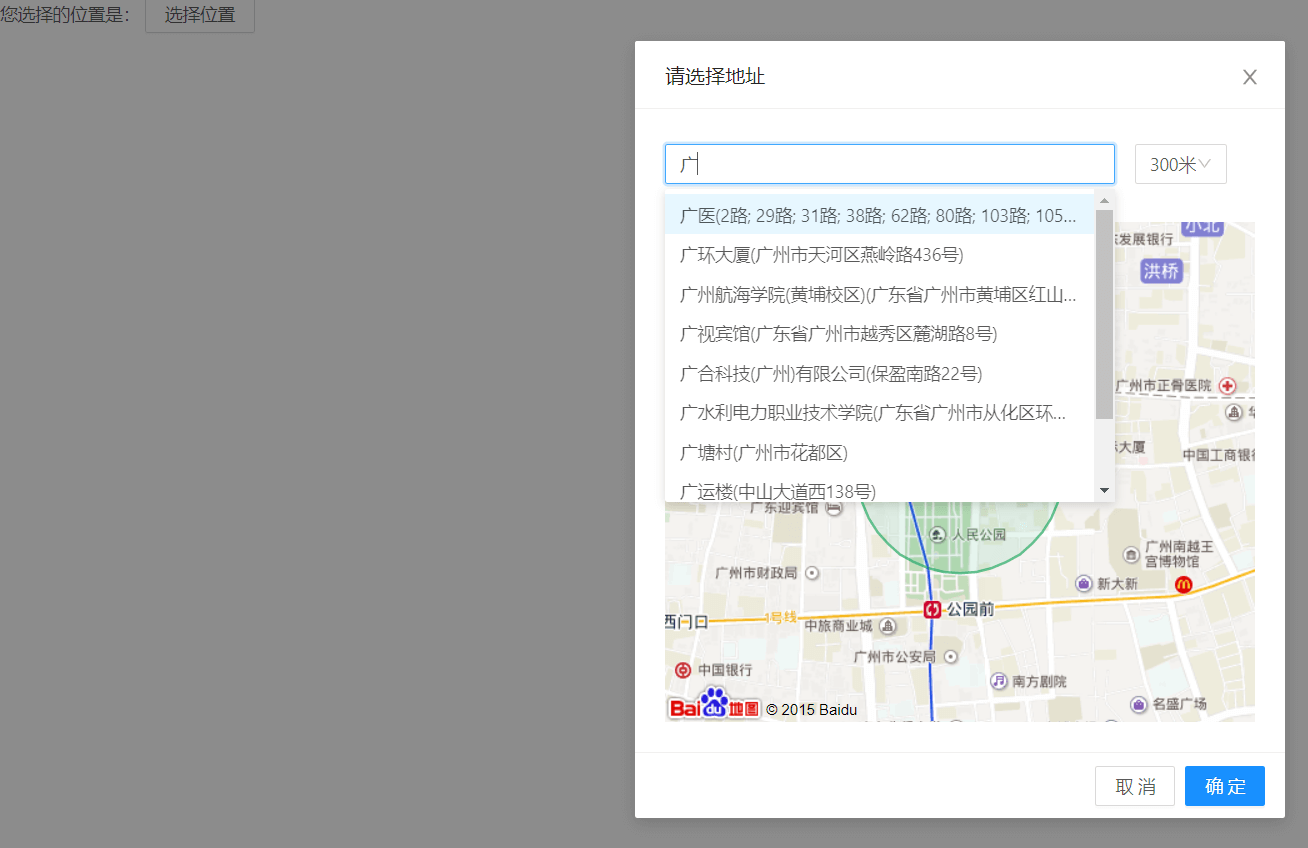 您选择的位置是： 选择位置
请选择地址
广 300米
广医(2路; 29路; 31路; 38路; 62路; 80路; 103路; 105...
广环大厦(广州市天河区燕岭路436号)
广州航海学院(黄埔校区)(广东省广州市黄埔区红山...
广视宾馆(广东省广州市越秀区麓湖路8号)
广合科技(广州)有限公司(保盈南路22号)
广水利电力职业技术学院(广东省广州市从化区环...
广塘村(广州市花都区)
广运楼(中山大道西138号)
小北
发展银行
洪桥
广州市正骨医院
大厦
中国工商银行
广东迎宾馆
人民公园
广州南越王
宫博物馆
广州市财政局
新大新
公园前
西门口
1号线
中旅商业城
广州市公安局
中国银行
南方剧院
名盛广场
Bai du 地图 © 2015 Baidu
取消 确定